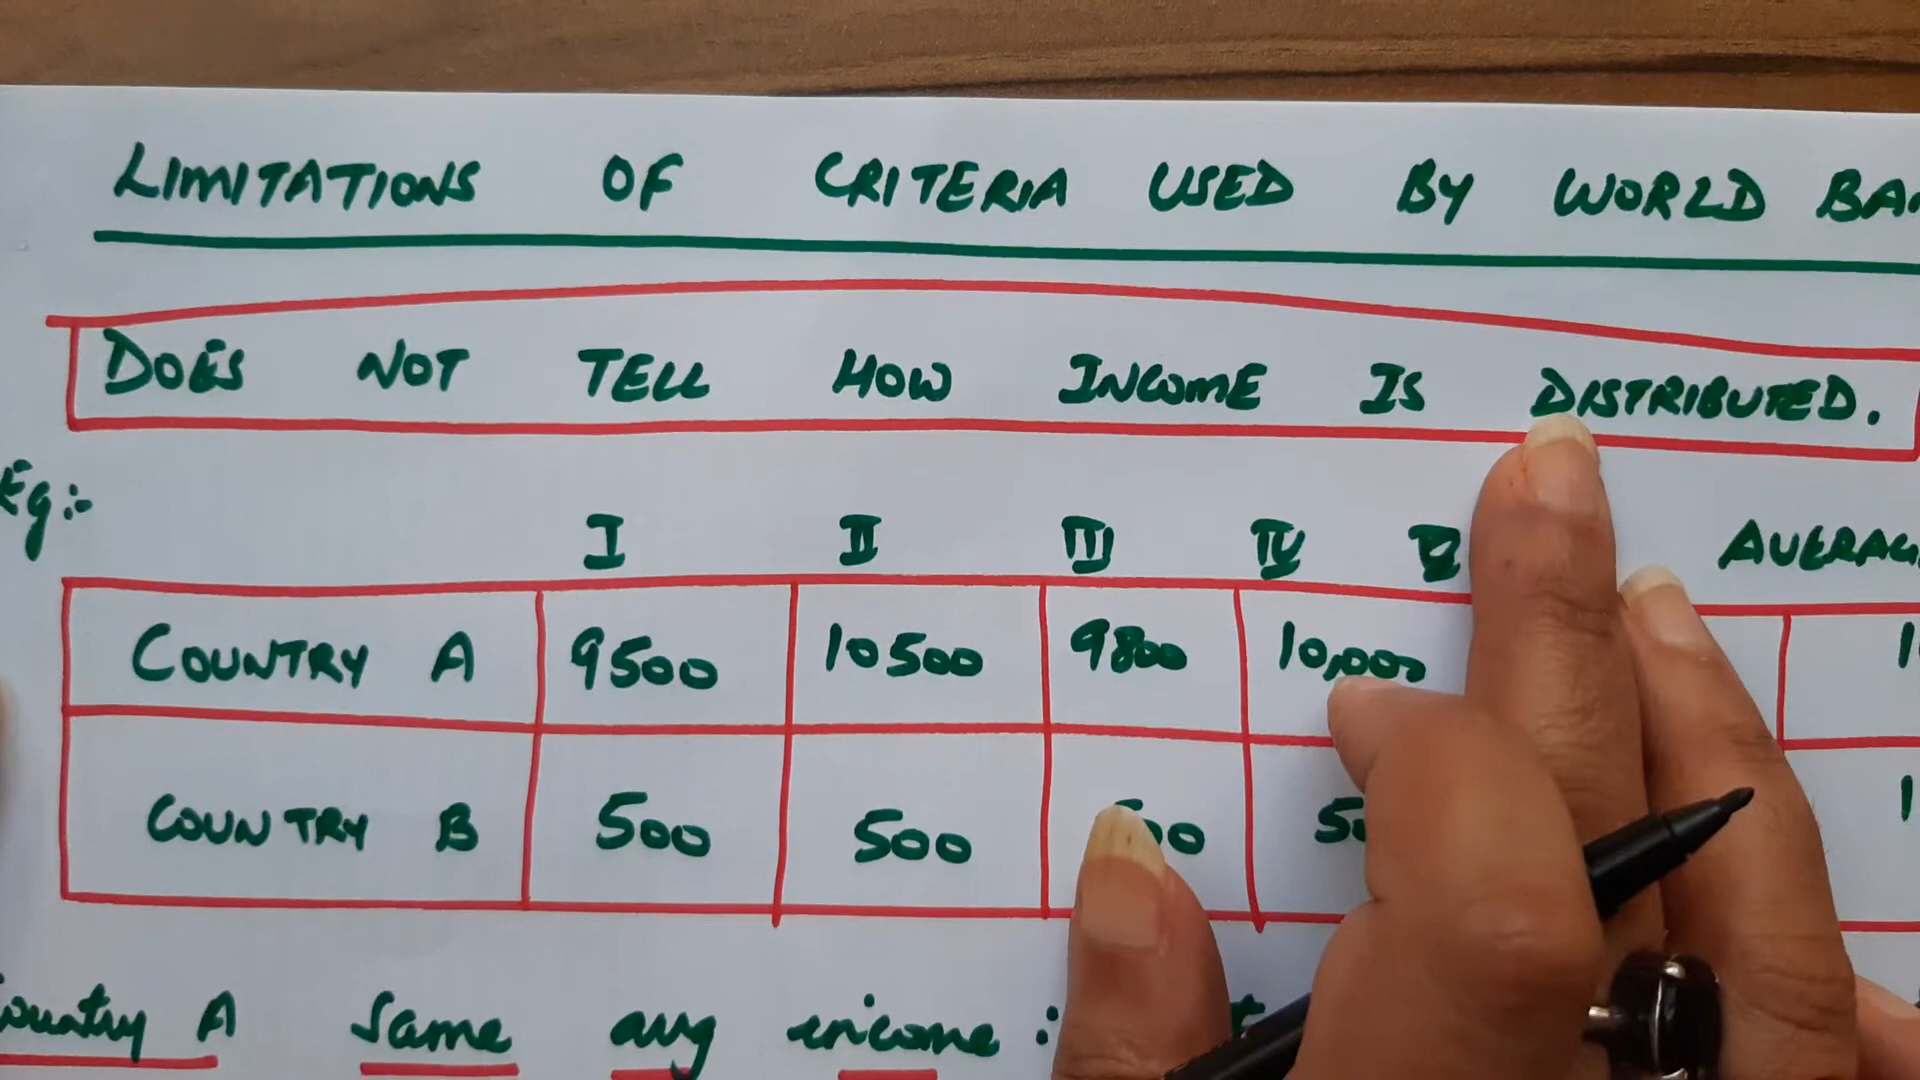 LIMITATIONS OF CRITERIA USED BY WORLD
DOES NOT TELL HOW INCOME IS DISTRIBUTED.
Eg:-
I II III IV V
COUNTRY A 9500 10500 9800 10,000
COUNTRY B 500 500
Country A Same avg income :